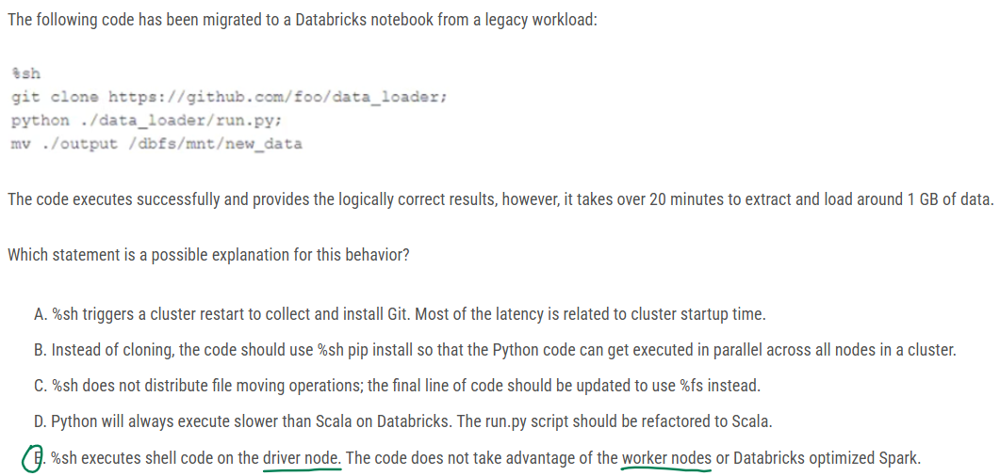 The following code has been migrated to a Databricks notebook from a legacy workload:
%sh
git clone https://github.com/foo/data_loader;
python ./data_loader/run.py;
mv ./output /dbfs/mnt/new_data
The code executes successfully and provides the logically correct results, however, it takes over 20 minutes to extract and load around 1 GB of data.
Which statement is a possible explanation for this behavior?
A. %sh triggers a cluster restart to collect and install Git. Most of the latency is related to cluster startup time.
B. Instead of cloning, the code should use %sh pip install so that the Python code can get executed in parallel across all nodes in a cluster.
C. %sh does not distribute file moving operations; the final line of code should be updated to use %fs instead.
D. Python will always execute slower than Scala on Databricks. The run.py script should be refactored to Scala.
E. %sh executes shell code on the driver node. The code does not take advantage of the worker nodes or Databricks optimized Spark.